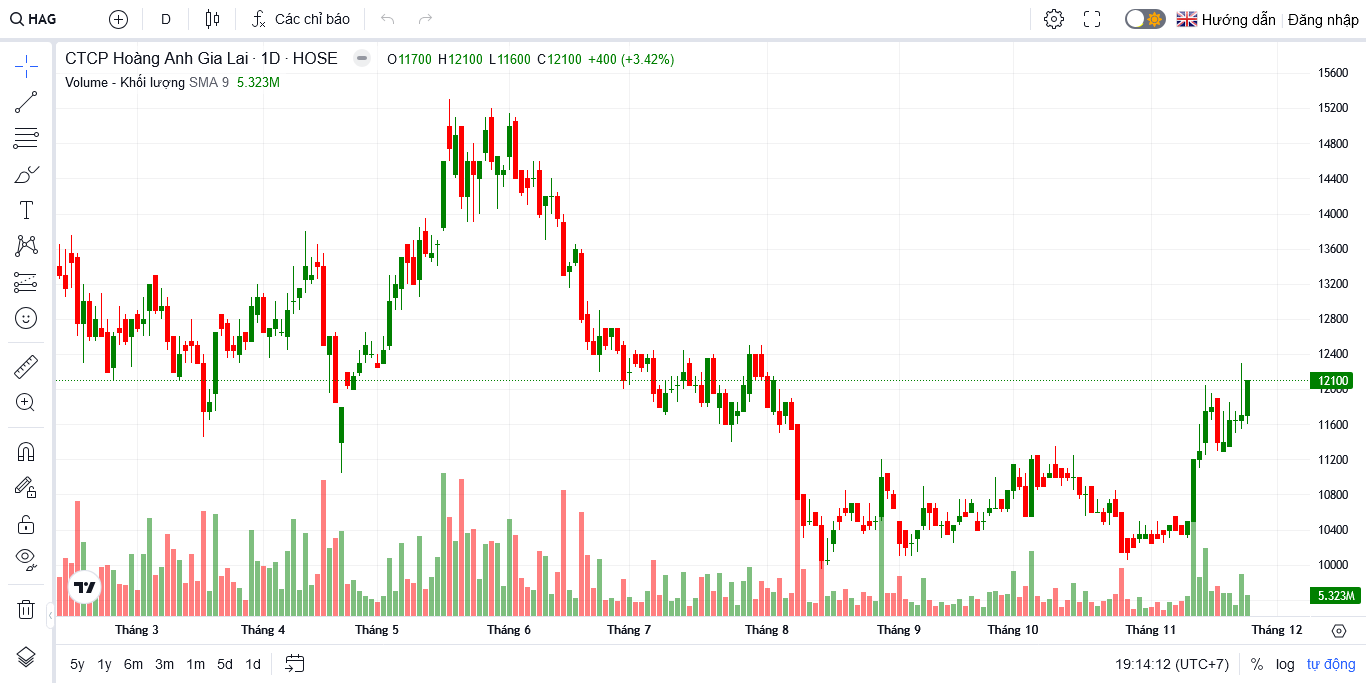 HAG
D
Các chỉ báo
Hướng dẫn
Đăng nhập
CTCP Hoàng Anh Gia Lai · 1D · HOSE O11700 H12100 L11600 C12100 +400 (+3.42%)
Volume - Khối lượng SMA 9 5.323M
15600
15200
14800
14400
14000
13600
13200
12800
12400
12100
12000
11600
11200
10800
10400
10000
5.323M
Tháng 3 Tháng 4 Tháng 5 Tháng 6 Tháng 7 Tháng 8 Tháng 9 Tháng 10 Tháng 11 Tháng 12
5y 1y 6m 3m 1m 5d 1d
19:14:12 (UTC+7) % log tự động